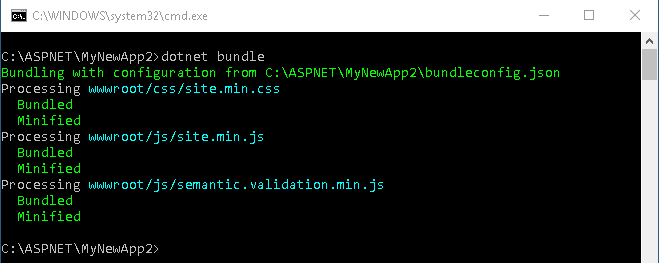 C:\WINDOWS\system32\cmd.exe
C:\ASPNET\MyNewApp2>dotnet bundle
Bundling with configuration from C:\ASPNET\MyNewApp2\bundleconfig.json
Processing wwwroot/css/site.min.css
  Bundled
  Minified
Processing wwwroot/js/site.min.js
  Bundled
  Minified
Processing wwwroot/js/semantic.validation.min.js
  Bundled
  Minified
C:\ASPNET\MyNewApp2>